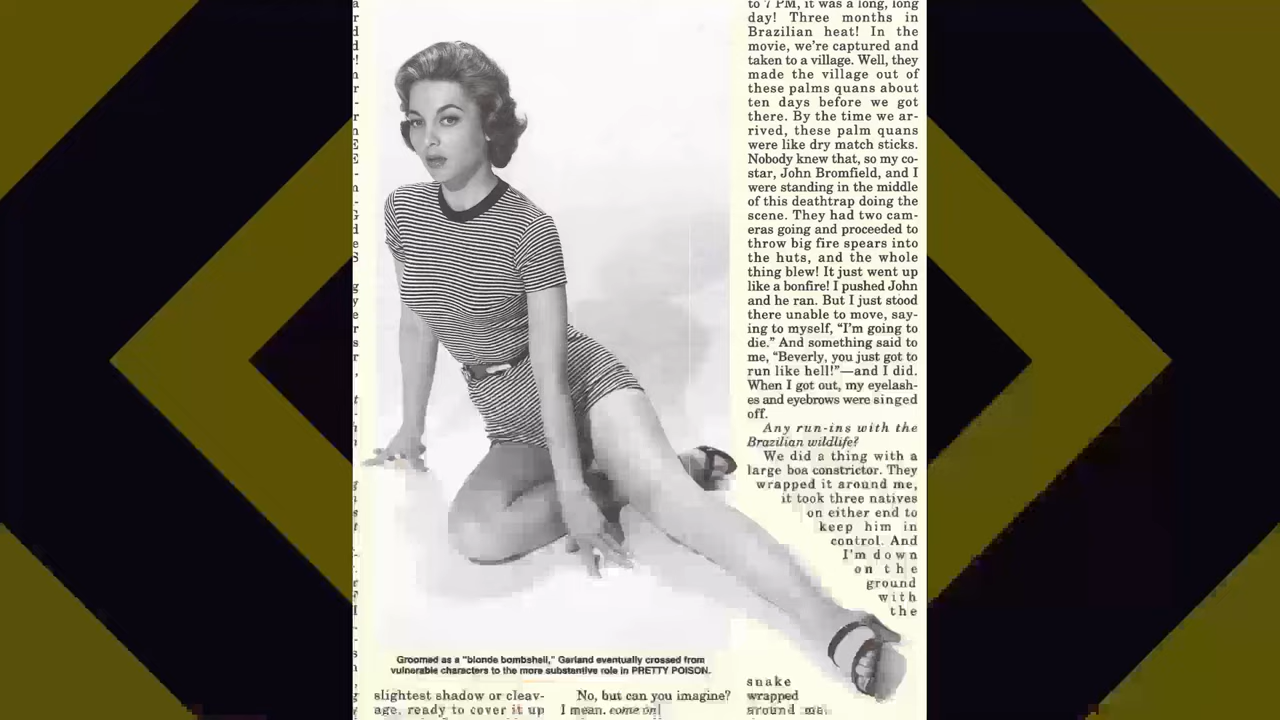 to 7 PM, it was a long, long
day! Three months in
Brazilian heat! In the
movie, we're captured and
taken to a village. Well, they
made the village out of
these palms quans about
ten days before we got
there. By the time we ar-
rived, these palm quans
were like dry match sticks.
Nobody knew that, so my co-
star, John Bromfield, and I
were standing in the middle
of this deathtrap doing the
scene. They had two cam-
eras going and proceeded to
throw big fire spears into
the huts, and the whole
thing blew! It just went up
like a bonfire! I pushed John
and he ran. But I just stood
there unable to move, say-
ing to myself, "I'm going to
die." And something said to
me, "Beverly, you just got to
run like hell!"—and I did.
When I got out, my eyelash-
es and eyebrows were singed
off.
Any run-ins with the
Brazilian wildlife?
We did a thing with a
large boa constrictor. They
wrapped it around me,
it took three natives
on either end to
keep him in
control. And
I'm down
on the
ground
with
the
snake
wrapped
around me.
Groomed as a "blonde bombshell," Garland eventually crossed from
vulnerable characters to the more substantive role in PRETTY POISON.
slightest shadow or cleav-
age, ready to cover it up
No, but can you imagine?
I mean, come on!